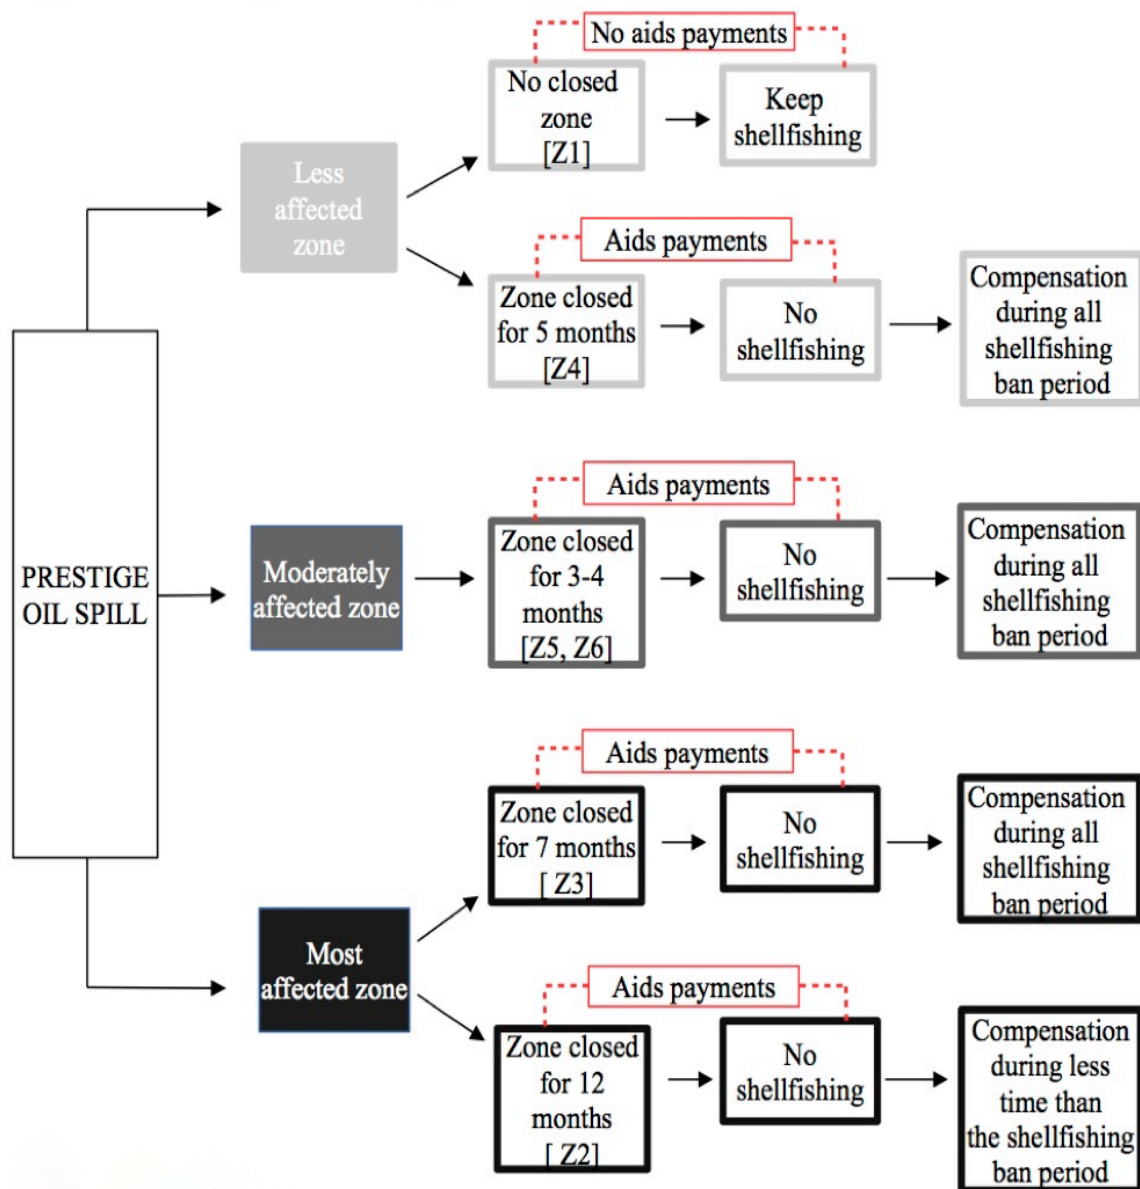 No aids payments
No closed
zone
[Z1]
Keep
shellfishing
Less
affected
zone
Aids payments
Zone closed
for 5 months
[Z4]
No
shellfishing
Compensation
during all
shellfishing
ban period
PRESTIGE
OIL SPILL
Moderately
affected zone
Aids payments
Zone closed
for 3-4
months
[Z5, Z6]
No
shellfishing
Compensation
during all
shellfishing
ban period
Most
affected zone
Aids payments
Zone closed
for 7 months
[ Z3]
No
shellfishing
Compensation
during all
shellfishing
ban period
Aids payments
Zone closed
for 12
months
[ Z2]
No
shellfishing
Compensation
during less
time than
the shellfishing
ban period